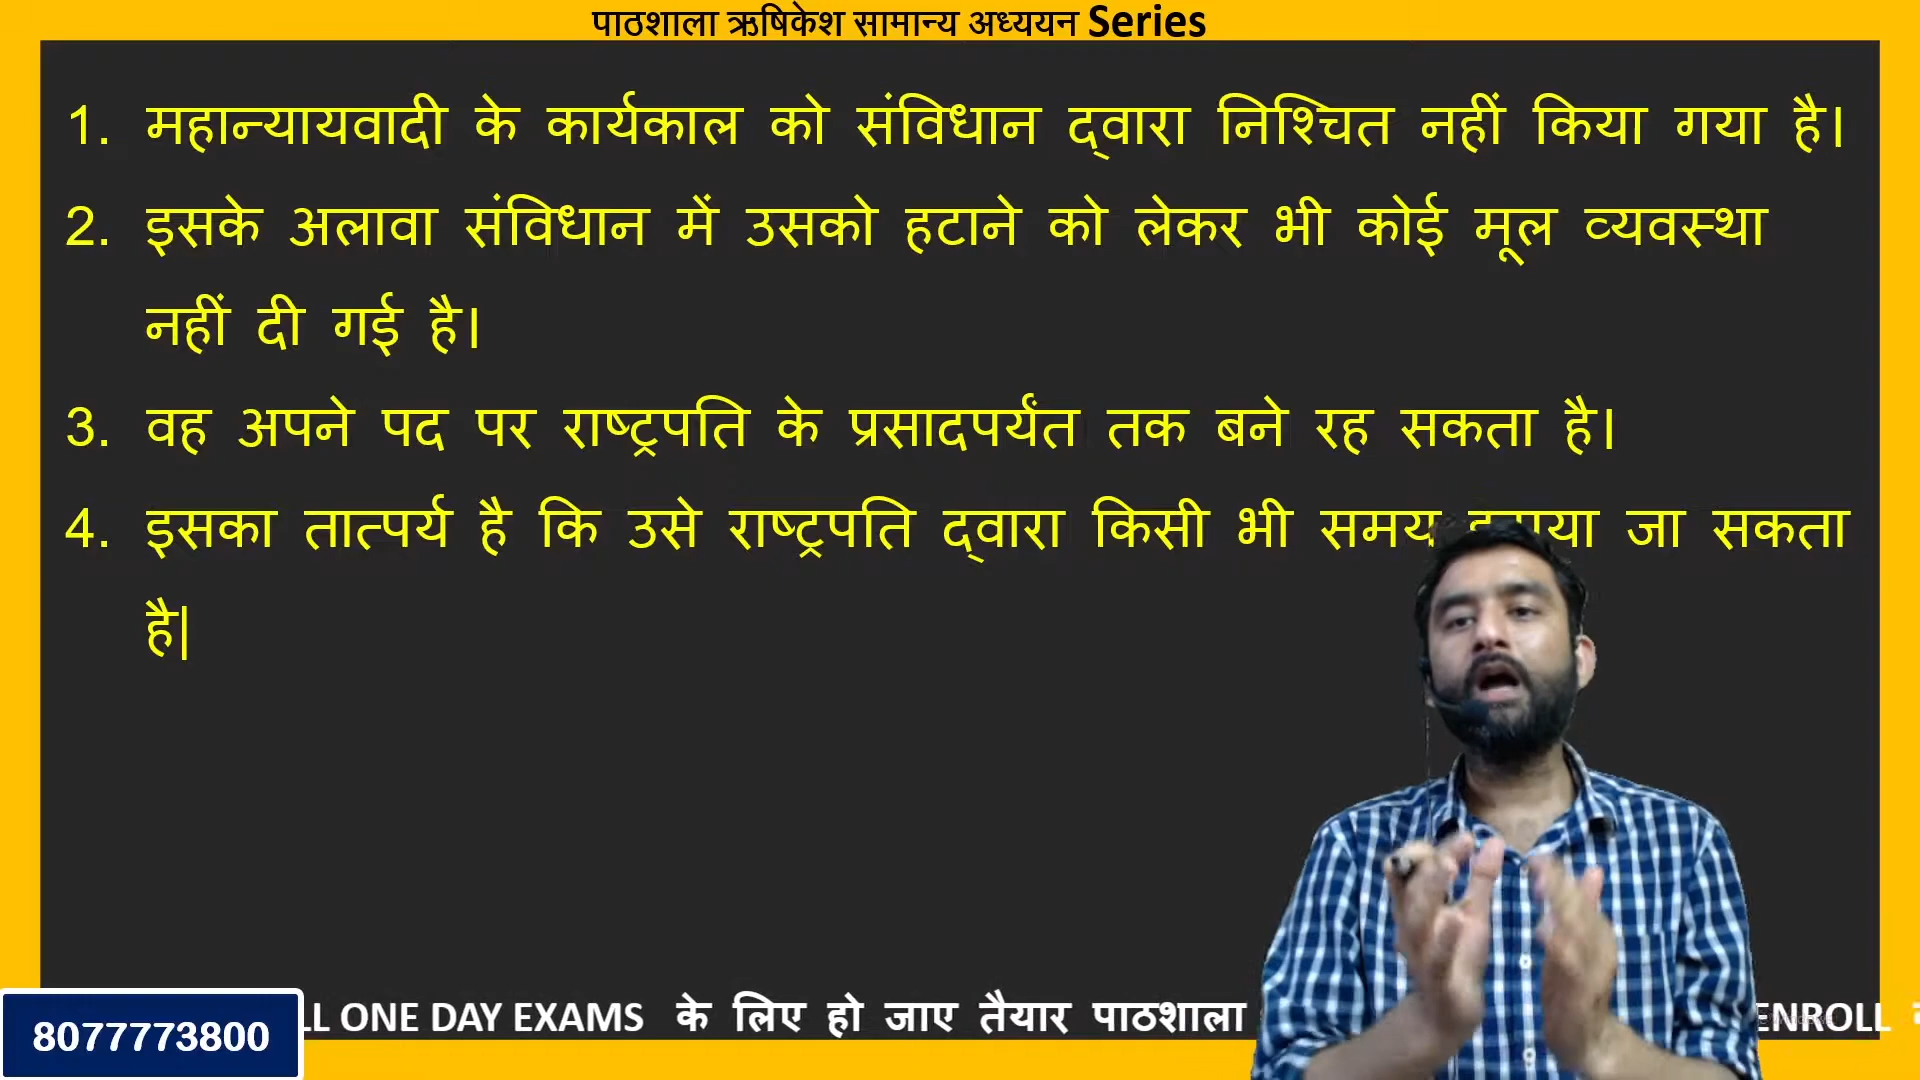 पाठशाला ऋषिकेश सामान्य अध्ययन Series
1. महान्यायवादी के कार्यकाल को संविधान द्वारा निश्चित नहीं किया गया है।
2. इसके अलावा संविधान में उसको हटाने को लेकर भी कोई मूल व्यवस्था
नहीं दी गई है।
3. वह अपने पद पर राष्ट्रपति के प्रसादपर्यंत तक बने रह सकता है।
4. इसका तात्पर्य है कि उसे राष्ट्रपति द्वारा किसी भी समय जा सकता
है|
8077773800 ONE DAY EXAMS के लिए हो जाए तैयार पाठशाला ENROLL